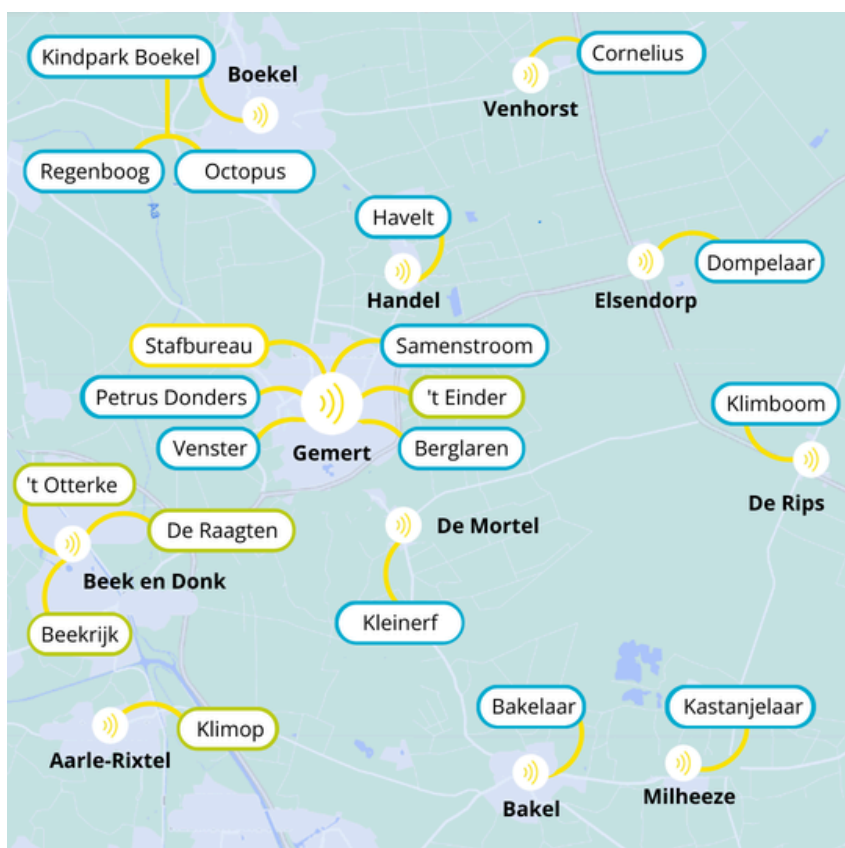 Kindpark Boekel
Boekel
Cornelius
Venhorst
Regenboog
Octopus
Havelt
Handel
Dompelaar
Elsendorp
Stafbureau
Samenstroom
Petrus Donders
't Einder
Venster
Berglaren
Gemert
Klimboom
De Rips
't Otterke
De Raagten
Beek en Donk
Beekrijk
De Mortel
Kleinerf
Klimop
Aarle-Rixtel
Bakelaar
Bakel
Kastanjelaar
Milheeze